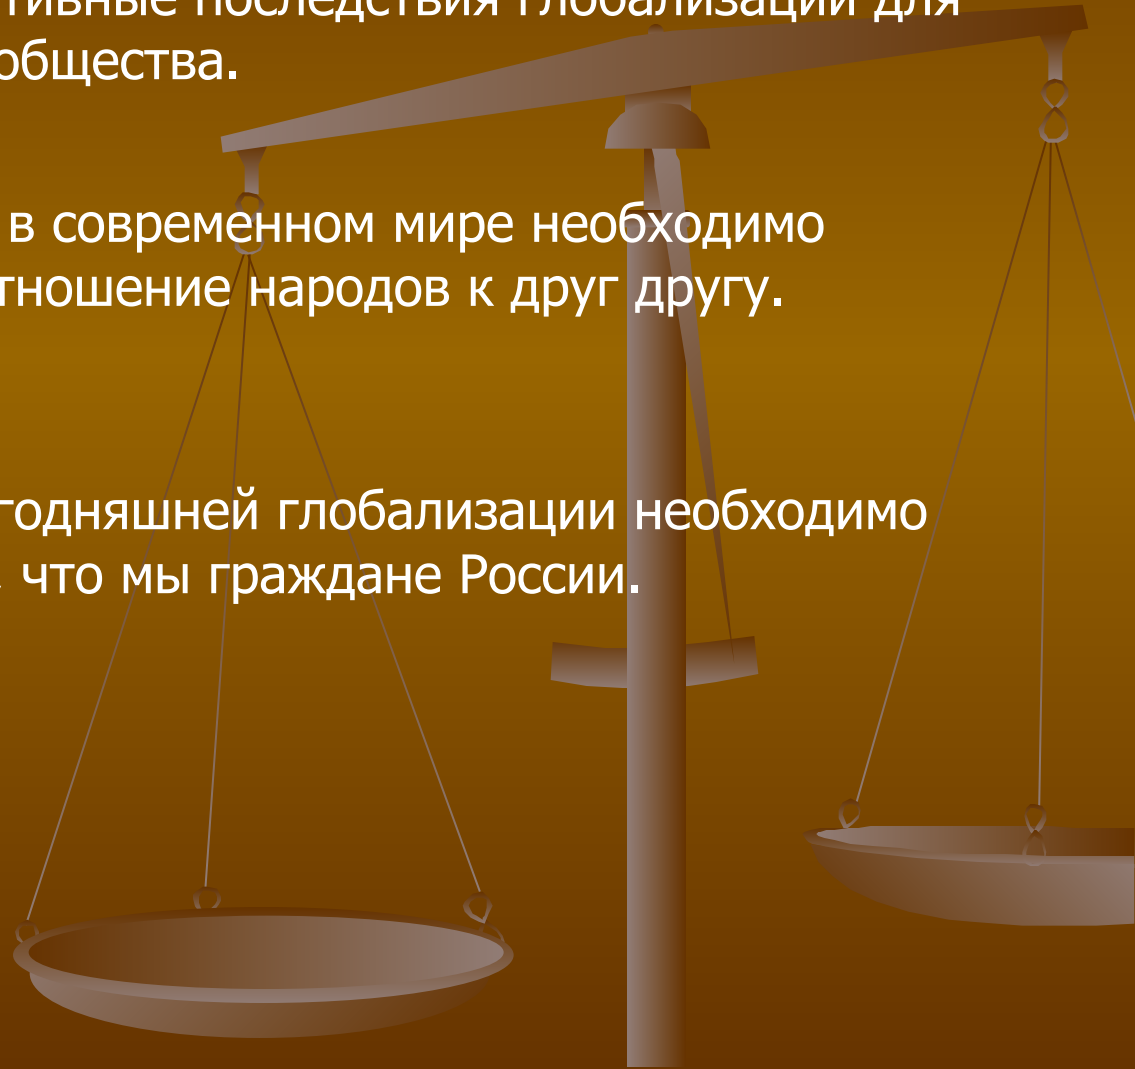 тивные последствия глобализации для
общества.
в современном мире необходимо
тношение народов к друг другу.
годняшней глобализации необходимо
что мы граждане России.